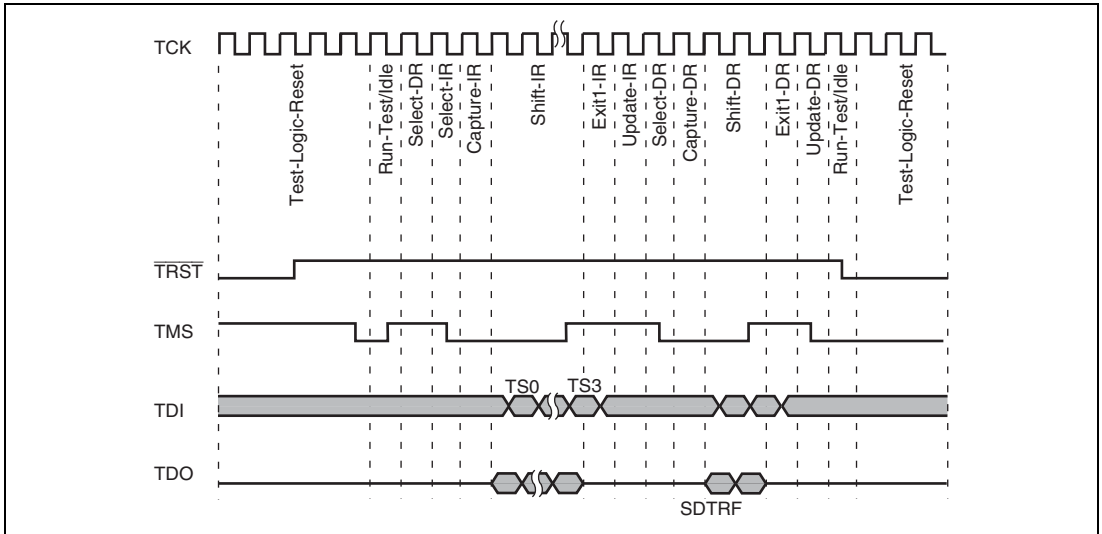 TCK
Test-Logic-Reset
Run-Test/Idle
Select-DR
Select-IR
Capture-IR
Shift-IR
Exit1-IR
Update-IR
Select-DR
Capture-DR
Shift-DR
Exit1-DR
Update-DR
Run-Test/Idle
Test-Logic-Reset
TRST
TMS
TS0
TS3
TDI
TDO
SDTRF